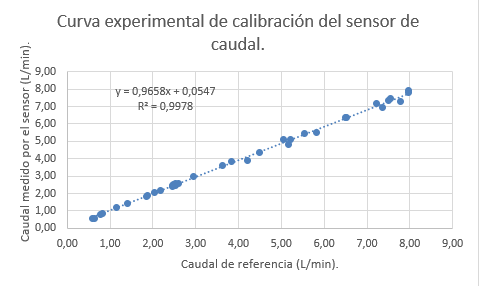 Curva experimental de calibración del sensor de
caudal.
Caudal medido por el sensor (L/min).
9,00
8,00
7,00
6,00
5,00
4,00
3,00
2,00
1,00
0,00
y = 0,9658x + 0,0547
R² = 0,9978
0,00 1,00 2,00 3,00 4,00 5,00 6,00 7,00 8,00 9,00
Caudal de referencia (L/min).